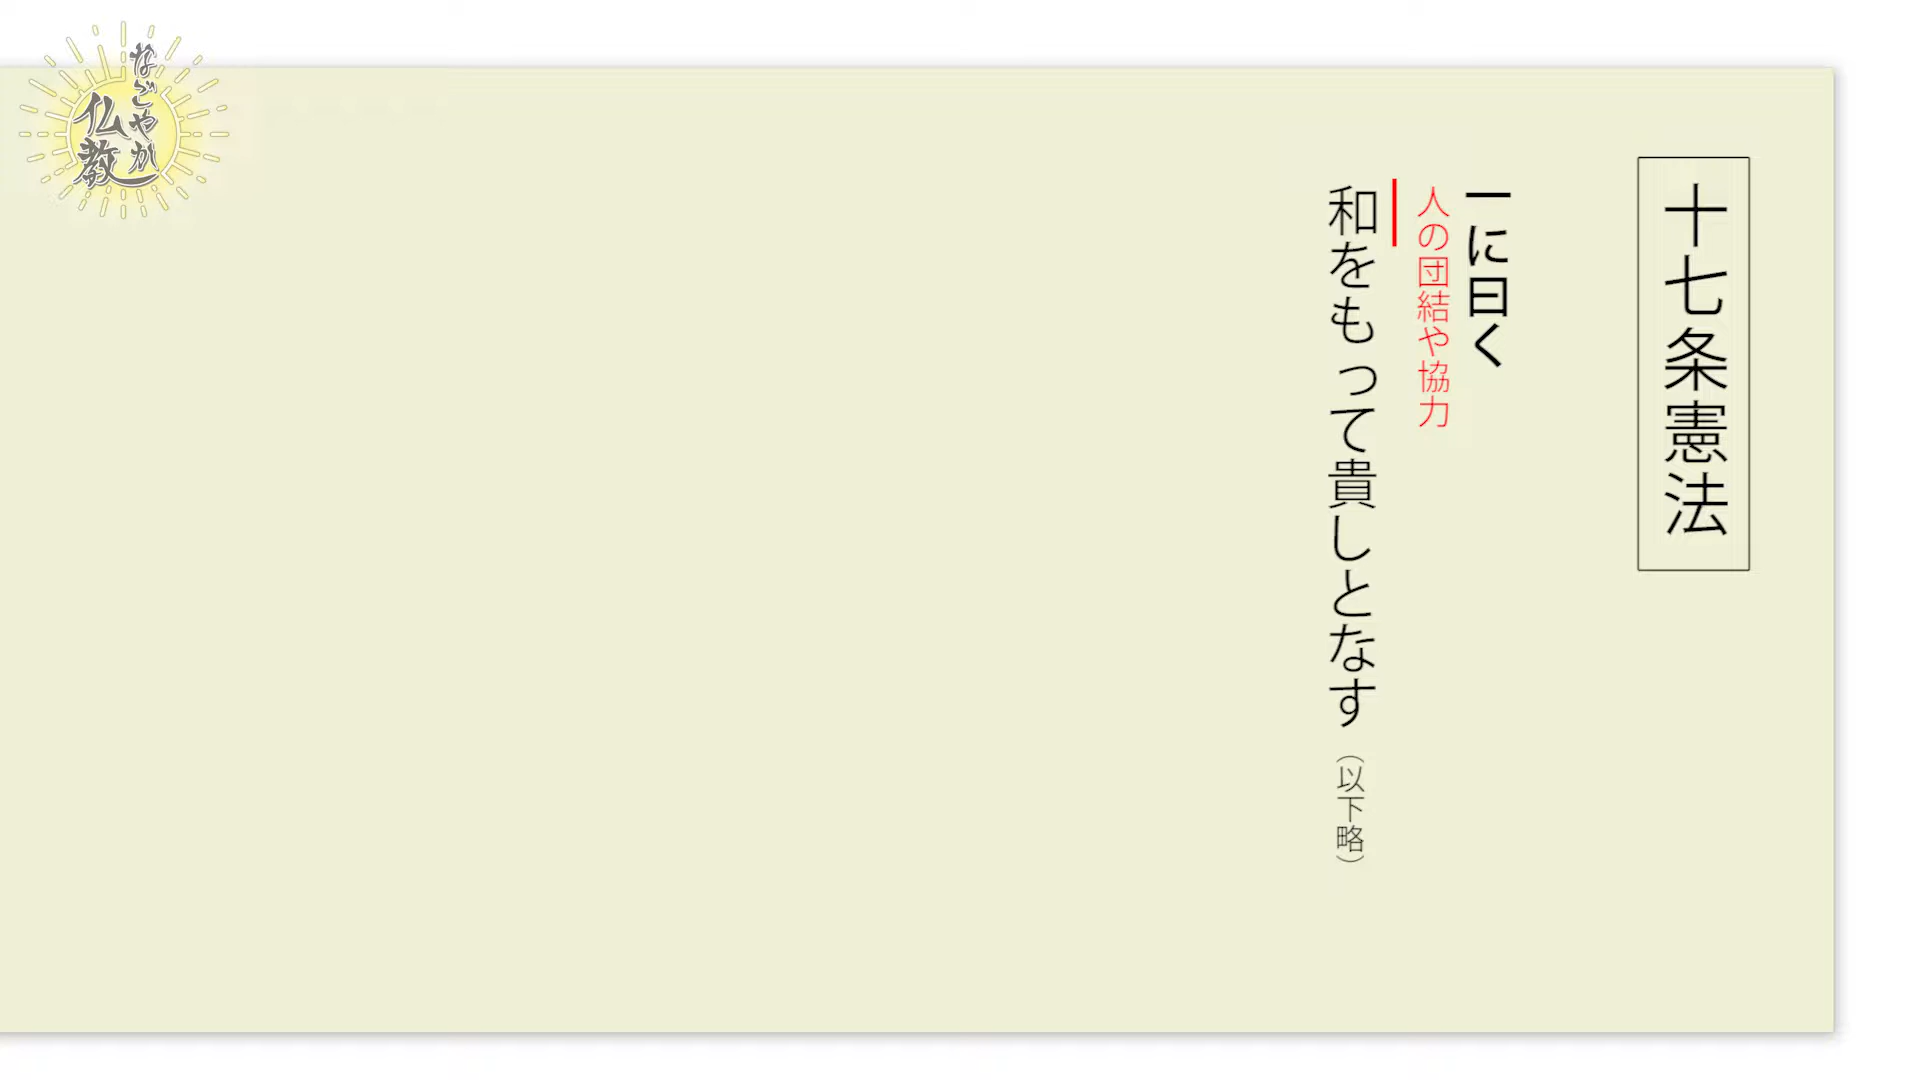 なごやか
仏教
十七条憲法
一に曰く
人の団結や協力
和をもって貴しとなす（以下略）